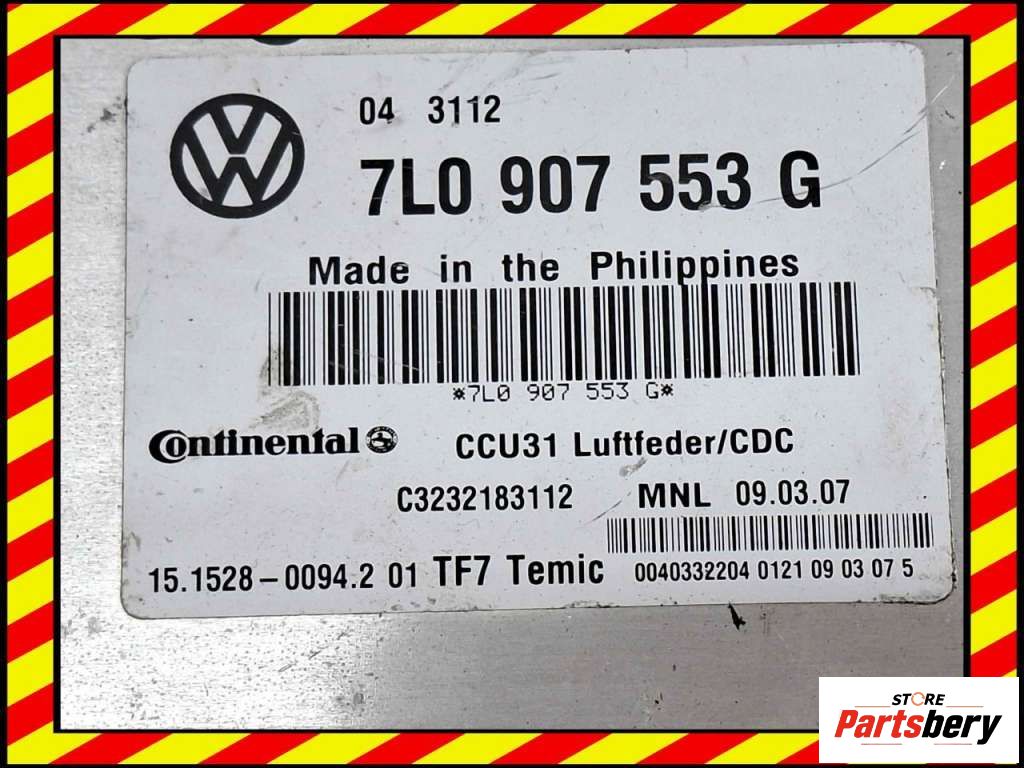 04 3112
7L0 907 553 G
Made in the Philippines
*7L0 907 553 G*
Continental CCU31 Luftfeder/CDC
C3232183112 MNL 09.03.07
15.1528-0094.2 01 TF7 Temic 0040332204 0121 09 03 07 5
STORE
Partsbery